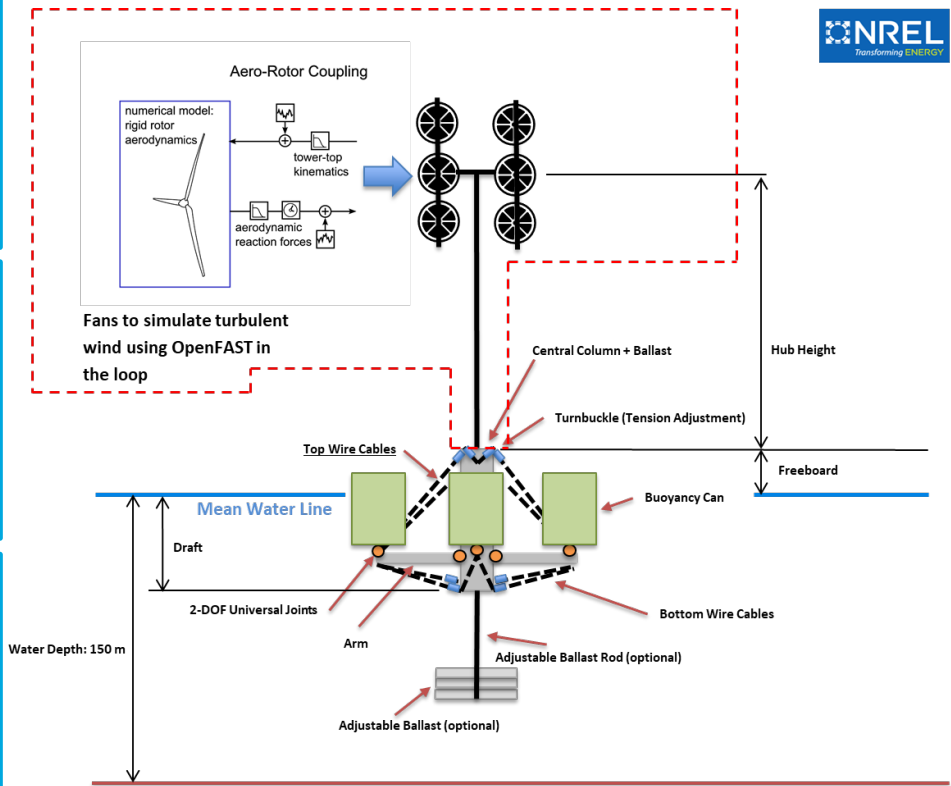 NREL
Transforming ENERGY
Aero-Rotor Coupling
numerical model:
rigid rotor
aerodynamics
tower-top
kinematics
aerodynamic
reaction forces
Fans to simulate turbulent
wind using OpenFAST in
the loop
Central Column + Ballast
Hub Height
Turnbuckle (Tension Adjustment)
Top Wire Cables
Freeboard
Buoyancy Can
Mean Water Line
Draft
2-DOF Universal Joints
Bottom Wire Cables
Arm
Water Depth: 150 m
Adjustable Ballast Rod (optional)
Adjustable Ballast (optional)